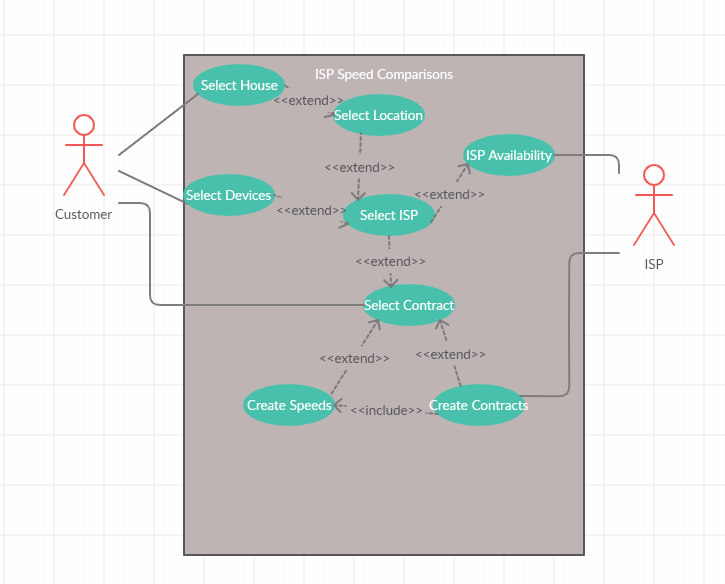 ISP Speed Comparisons
Select House
<<extend>>
Select Location
ISP Availability
<<extend>>
Select Devices
<<extend>>
<<extend>>
Select ISP
Customer
ISP
<<extend>>
Select Contract
<<extend>>
<<extend>>
Create Speeds
<<include>>
Create Contracts